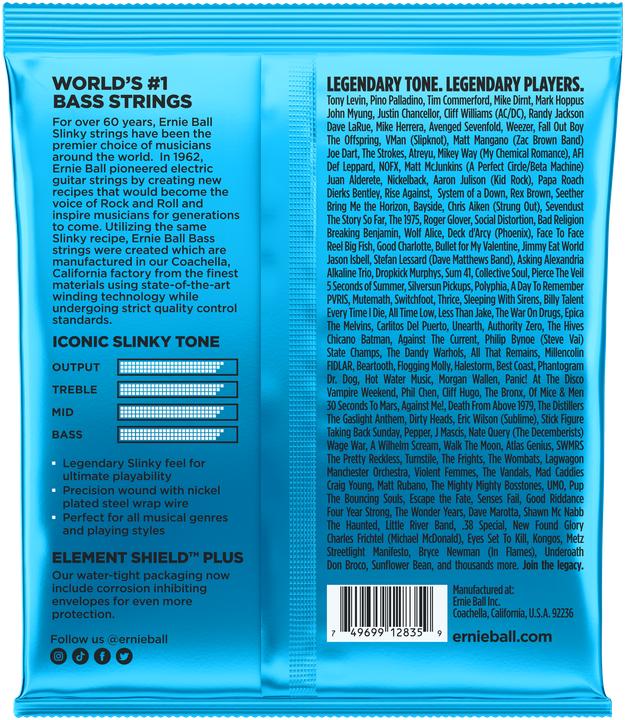 WORLD'S #1
BASS STRINGS
For over 60 years, Ernie Ball
Slinky strings have been the
premier choice of musicians
around the world. In 1962,
Ernie Ball pioneered electric
guitar strings by creating new
recipes that would become the
voice of Rock and Roll and
inspire musicians for generations
to come. Utilizing the same
Slinky recipe, Ernie Ball Bass
strings were created which are
manufactured in our Coachella,
California factory from the finest
materials using state-of-the-art
winding technology while
undergoing strict quality control
standards.
ICONIC SLINKY TONE
OUTPUT
TREBLE
MID
BASS
▪ Legendary Slinky feel for
ultimate playability
▪ Precision wound with nickel
plated steel wrap wire
▪ Perfect for all musical genres
and playing styles
ELEMENT SHIELD™ PLUS
Our water-tight packaging now
include corrosion inhibiting
envelopes for even more
protection.
Follow us @ernieball
LEGENDARY TONE. LEGENDARY PLAYERS.
Tony Levin, Pino Palladino, Tim Commerford, Mike Dirnt, Mark Hoppus
John Myung, Justin Chancellor, Cliff Williams (AC/DC), Randy Jackson
Dave LaRue, Mike Herrera, Avenged Sevenfold, Weezer, Fall Out Boy
The Offspring, VMan (Slipknot), Matt Mangano (Zac Brown Band)
Joe Dart, The Strokes, Atreyu, Mikey Way (My Chemical Romance), AFI
Def Leppard, NOFX, Matt McJunkins (A Perfect Circle/Beta Machine)
Juan Alderete, Nickelback, Aaron Julison (Kid Rock), Papa Roach
Dierks Bentley, Rise Against, System of a Down, Rex Brown, Seether
Bring Me the Horizon, Bayside, Chris Aiken (Strung Out), Sevendust
The Story So Far, The 1975, Roger Glover, Social Distortion, Bad Religion
Breaking Benjamin, Wolf Alice, Deck d'Arcy (Phoenix), Face To Face
Reel Big Fish, Good Charlotte, Bullet for My Valentine, Jimmy Eat World
Jason Isbell, Stefan Lessard (Dave Matthews Band), Asking Alexandria
Alkaline Trio, Dropkick Murphys, Sum 41, Collective Soul, Pierce The Veil
5 Seconds of Summer, Silversun Pickups, Polyphia, A Day To Remember
PVRIS, Mutemath, Switchfoot, Thrice, Sleeping With Sirens, Billy Talent
Every Time I Die, All Time Low, Less Than Jake, The War On Drugs, Epica
The Melvins, Carlitos Del Puerto, Unearth, Authority Zero, The Hives
Chicano Batman, Against The Current, Philip Bynoe (Steve Vai)
State Champs, The Dandy Warhols, All That Remains, Millencolin
FIDLAR, Beartooth, Flogging Molly, Halestorm, Best Coast, Phantogram
Dr. Dog, Hot Water Music, Morgan Wallen, Panic! At The Disco
Vampire Weekend, Phil Chen, Cliff Hugo, The Bronx, Of Mice & Men
30 Seconds To Mars, Against Me!, Death From Above 1979, The Distillers
The Gaslight Anthem, Dirty Heads, Eric Wilson (Sublime), Stick Figure
Taking Back Sunday, Pepper, J Mascis, Nate Query (The Decemberists)
Wage War, A Wilhelm Scream, Walk The Moon, Atlas Genius, SWMRS
The Pretty Reckless, Turnstile, The Frights, The Wombats, Lagwagon
Manchester Orchestra, Violent Femmes, The Vandals, Mad Caddies
Craig Young, Matt Rubano, The Mighty Mighty Bosstones, UMO, Pup
The Bouncing Souls, Escape the Fate, Senses Fail, Good Riddance
Four Year Strong, The Wonder Years, Dave Marotta, Shawn Mc Nabb
The Haunted, Little River Band, .38 Special, New Found Glory
Charles Frichtel (Michael McDonald), Eyes Set To Kill, Kongos, Metz
Streetlight Manifesto, Bryce Newman (In Flames), Underoath
Don Broco, Sunflower Bean, and thousands more. Join the legacy.
7 49699 12835 9
Manufactured at:
Ernie Ball Inc.
Coachella, California, U.S.A. 92236
ernieball.com